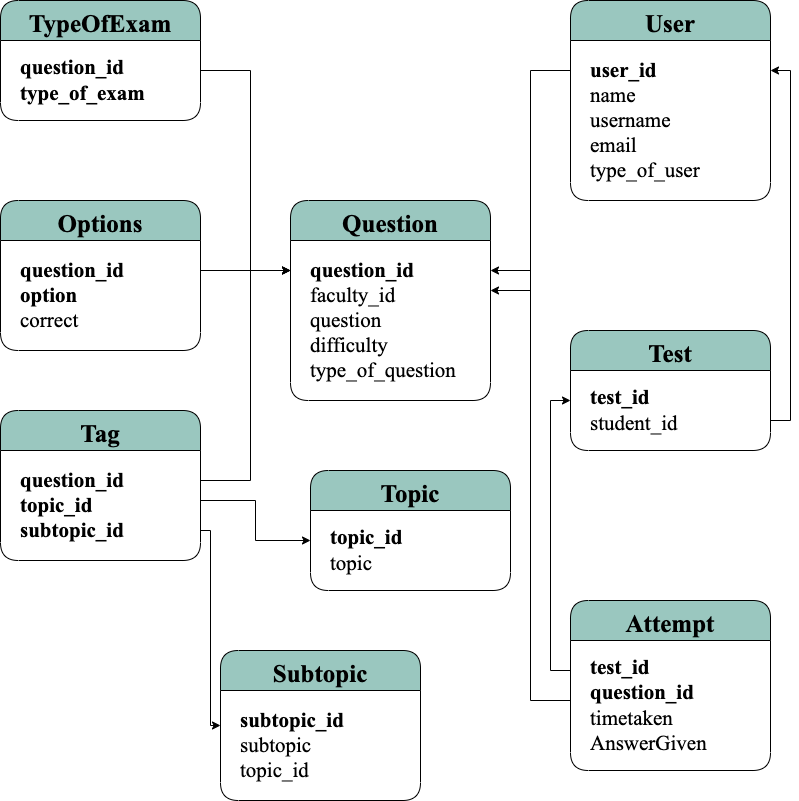 TypeOfExam
question_id
type_of_exam
User
user_id
name
username
email
type_of_user
Options
question_id
option
correct
Question
question_id
faculty_id
question
difficulty
type_of_question
Test
test_id
student_id
Tag
question_id
topic_id
subtopic_id
Topic
topic_id
topic
Subtopic
subtopic_id
subtopic
topic_id
Attempt
test_id
question_id
timetaken
AnswerGiven